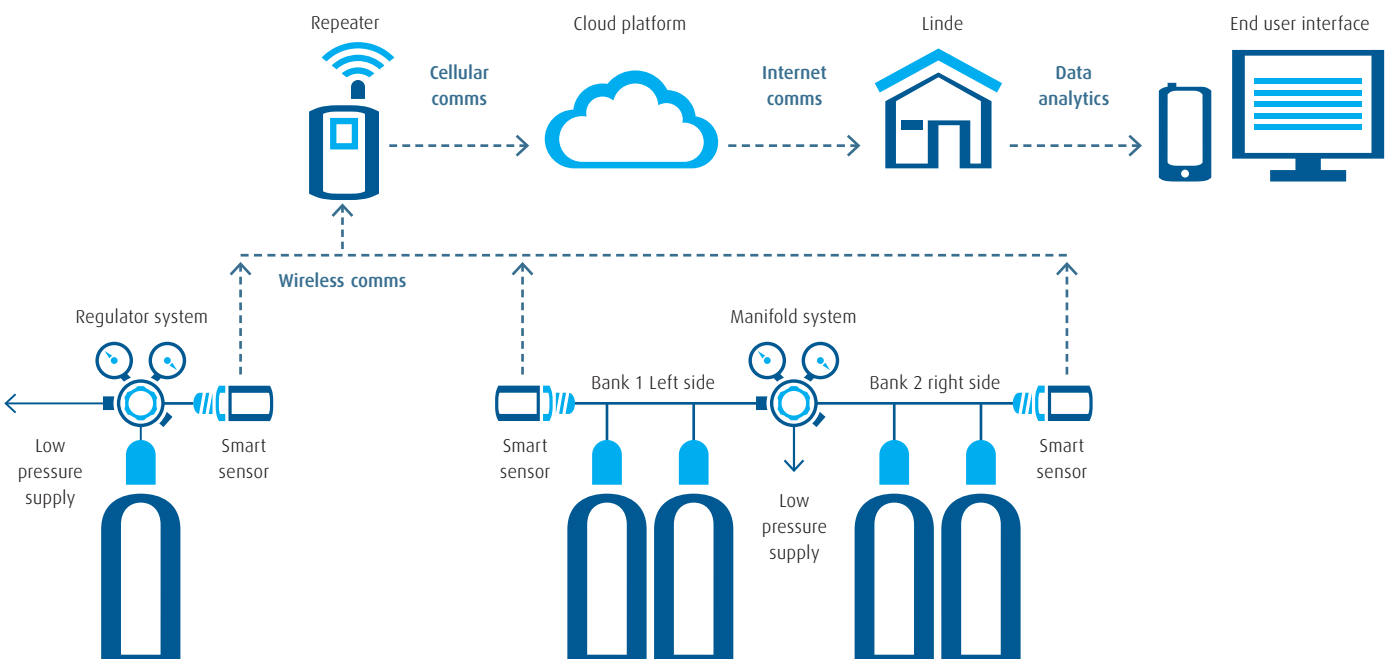 Repeater
Cloud platform
Linde
End user interface
Cellular
comms
Internet
comms
Data
analytics
Wireless comms
Regulator system
Manifold system
Bank 1 Left side
Bank 2 right side
Low
pressure
supply
Smart
sensor
Smart
sensor
Low
pressure
supply
Smart
sensor